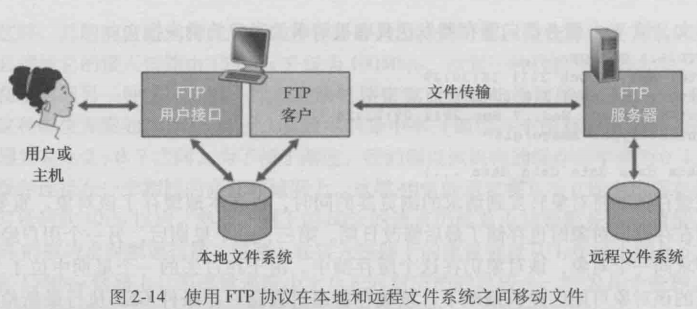 FTP
用户接口
FTP
客户
文件传输
FTP
服务器
用户或
主机
本地文件系统
远程文件系统
图 2-14 使用 FTP 协议在本地和远程文件系统之间移动文件